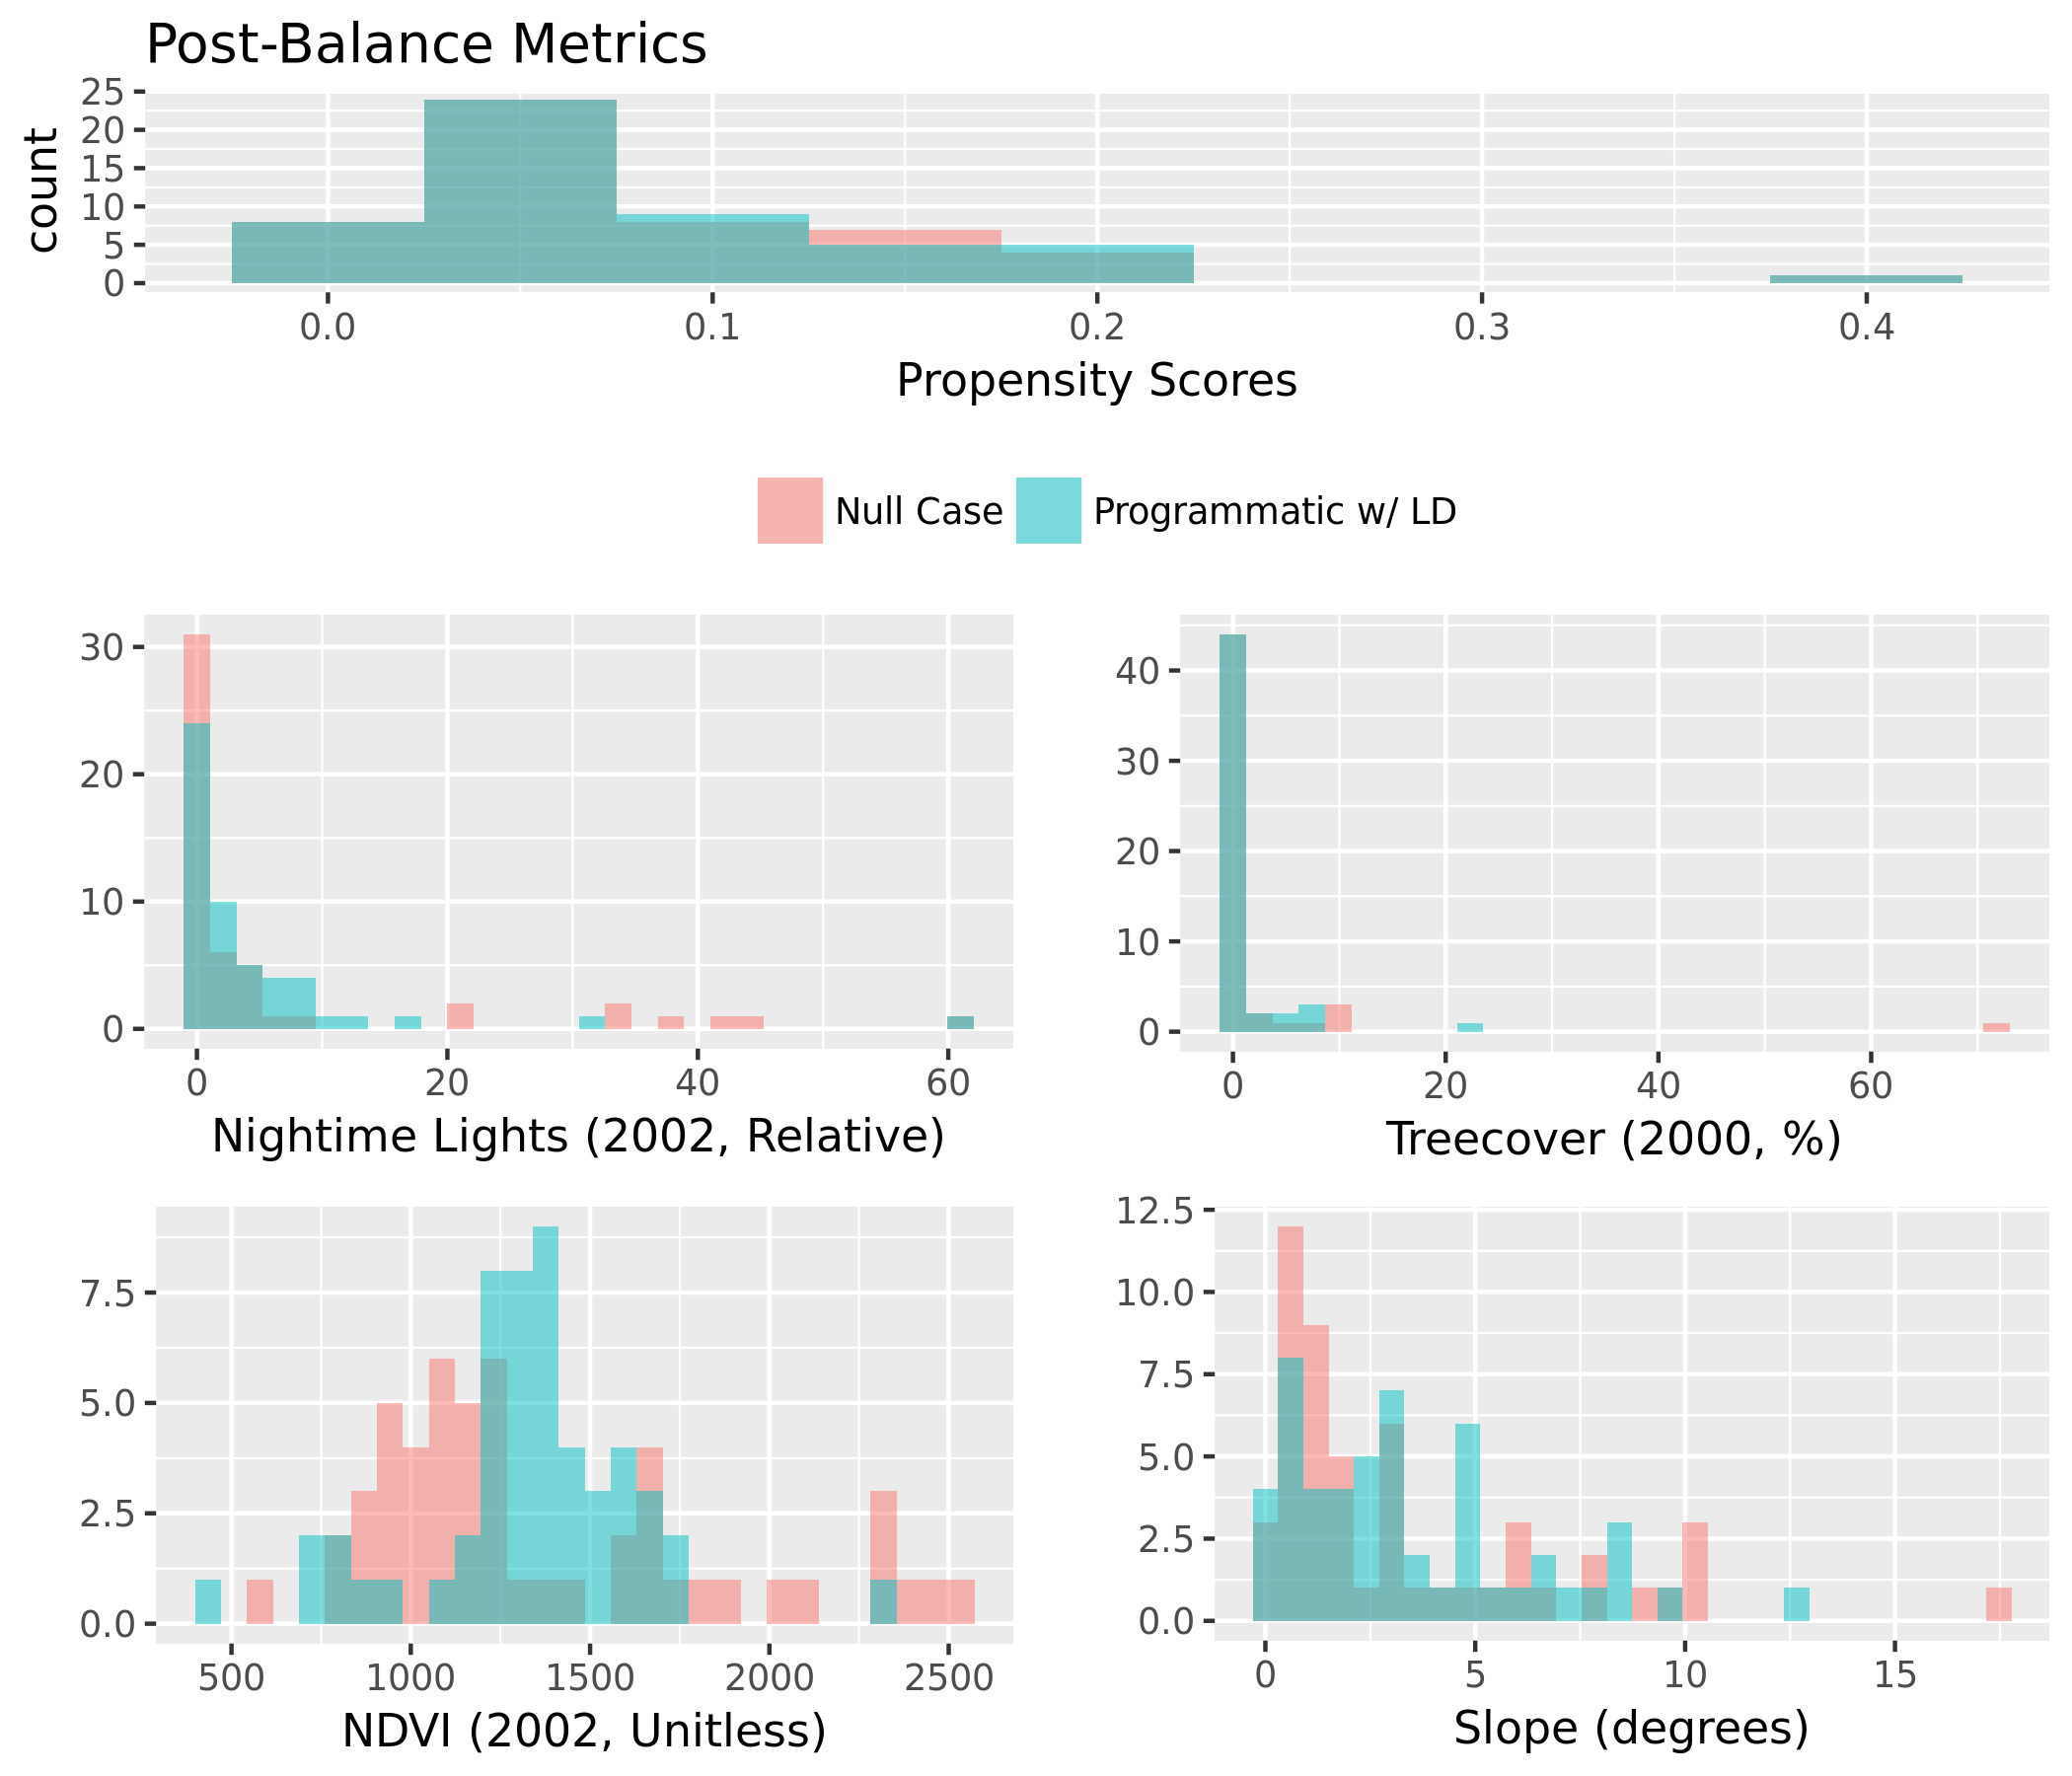 Post-Balance Metrics
count
25
20
15
10
5
0
0.0 0.1 0.2 0.3 0.4
Propensity Scores
Null Case Programmatic w/ LD
30
20
10
0
0 20 40 60
Nightime Lights (2002, Relative)
40
30
20
10
0
0 20 40 60
Treecover (2000, %)
7.5
5.0
2.5
0.0
500 1000 1500 2000 2500
NDVI (2002, Unitless)
12.5
10.0
7.5
5.0
2.5
0.0
0 5 10 15
Slope (degrees)